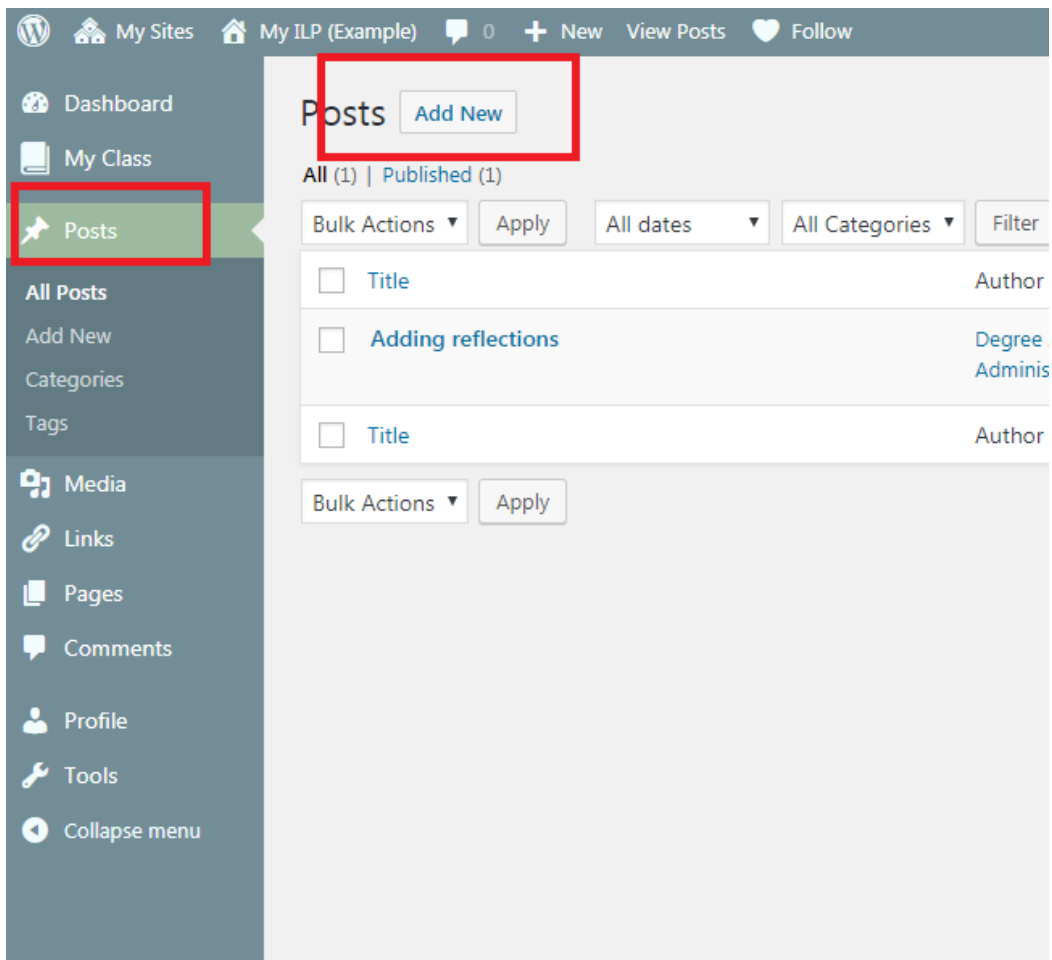 My Sites My ILP (Example) 0 New View Posts Follow
Dashboard
My Class
Posts
All Posts
Add New
Categories
Tags
Media
Links
Pages
Comments
Profile
Tools
Collapse menu
Posts Add New
All (1) | Published (1)
Bulk Actions Apply All dates All Categories Filter
Title Author
Adding reflections Degree
Adminis
Title Author
Bulk Actions Apply